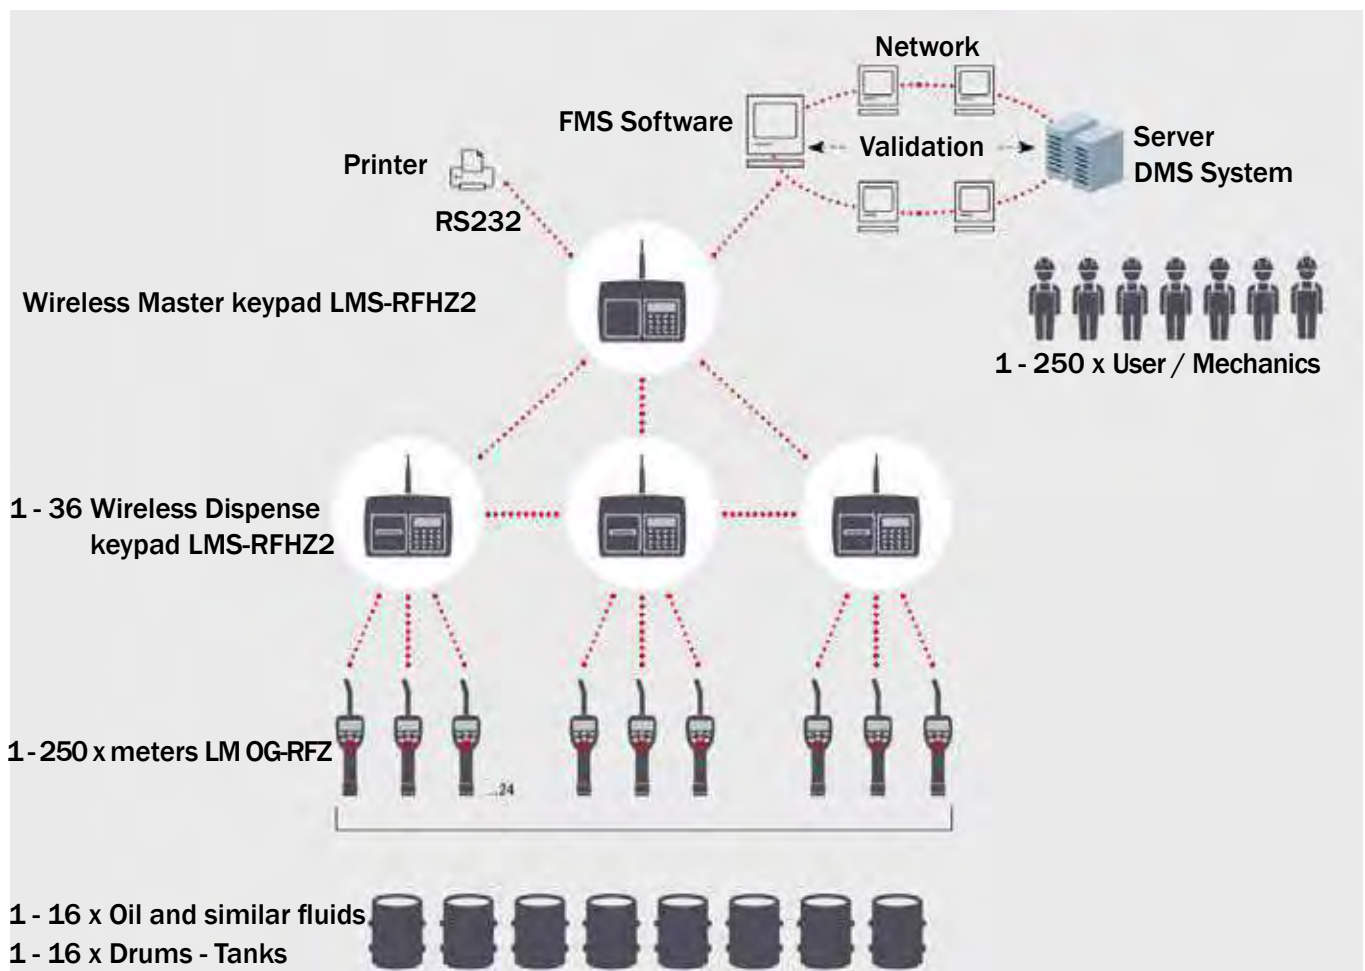 Network
FMS Software
Validation
Server
DMS System
Printer
RS232
Wireless Master keypad LMS-RFHZ2
1 - 250 x User / Mechanics
1 - 36 Wireless Dispense
keypad LMS-RFHZ2
1 - 250 x meters LM OG-RFZ
...24
1 - 16 x Oil and similar fluids
1 - 16 x Drums - Tanks